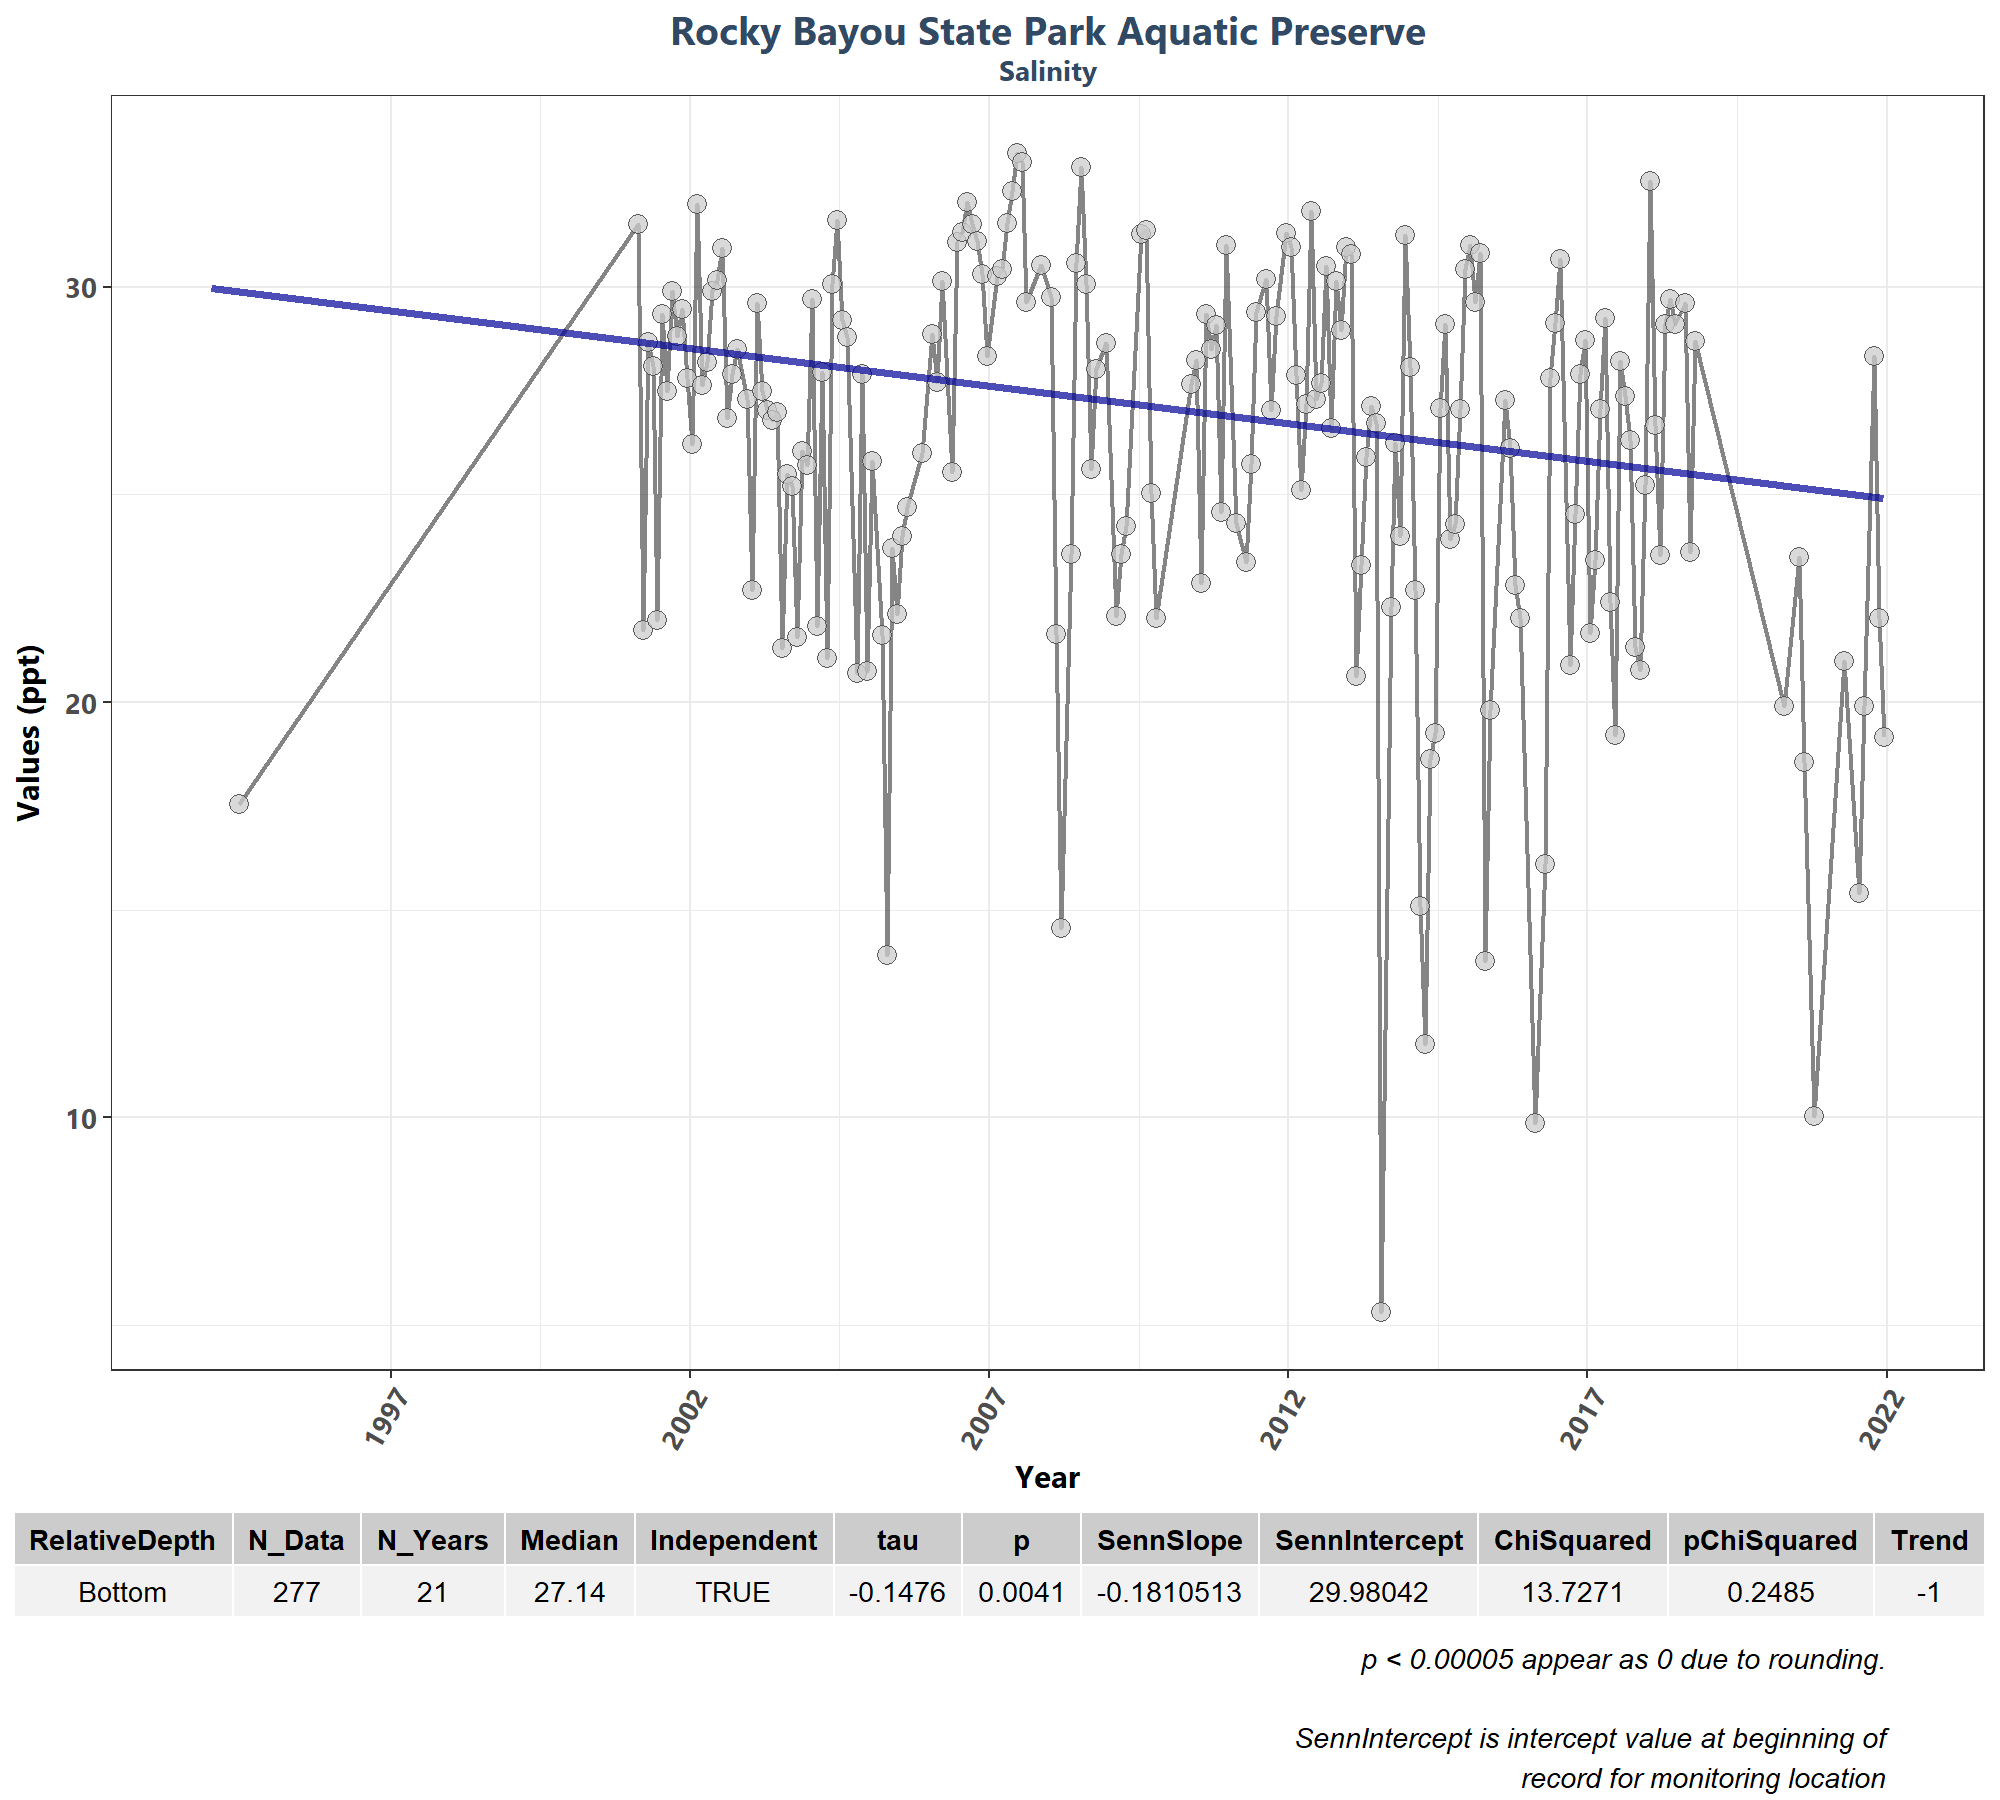 Rocky Bayou State Park Aquatic Preserve
Salinity
Values (ppt)
30
20
10
1997 2002 2007 2012 2017 2022
Year
RelativeDepth N_Data N_Years Median Independent tau p SennSlope SennIntercept ChiSquared pChiSquared Trend
Bottom 277 21 27.14 TRUE -0.1476 0.0041 -0.1810513 29.98042 13.7271 0.2485 -1
p < 0.00005 appear as 0 due to rounding.
SennIntercept is intercept value at beginning of
record for monitoring location